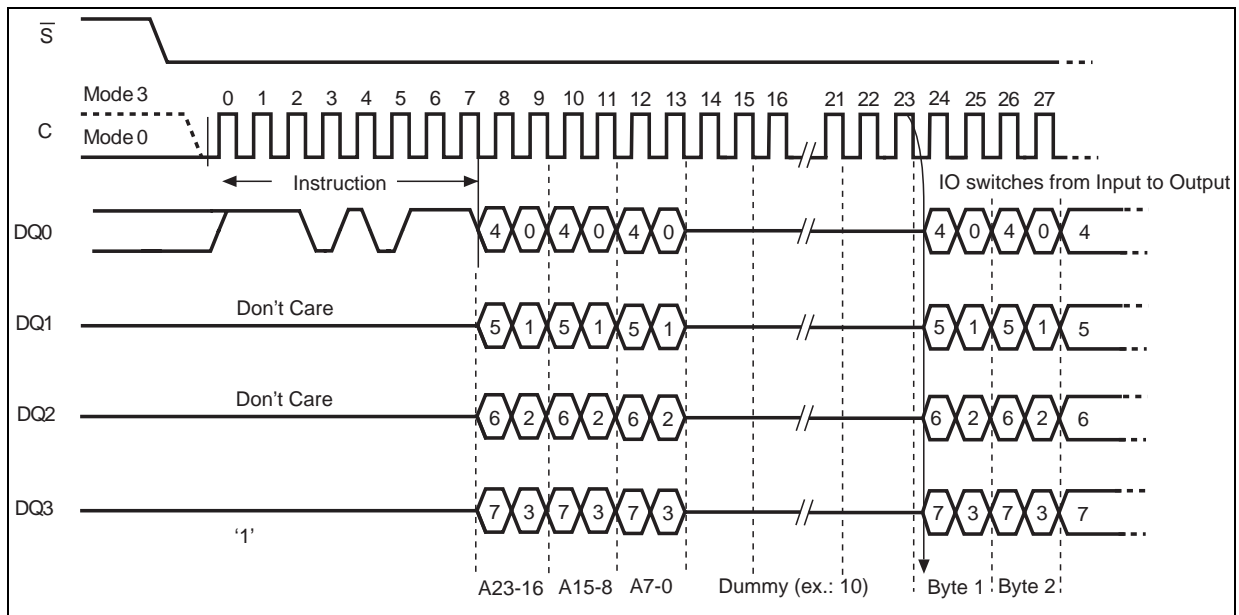 S
Mode 3
0 1 2 3 4 5 6 7 8 9 10 11 12 13 14 15 16 21 22 23 24 25 26 27
C
Mode 0
Instruction
IO switches from Input to Output
DQ0
4 0 4 0 4 0 4 0 4 0 4
Don't Care
DQ1
5 1 5 1 5 1 5 1 5 1 5
Don't Care
DQ2
6 2 6 2 6 2 6 2 6 2 6
DQ3
7 3 7 3 7 3 7 3 7 3 7
‘1’
A23-16 A15-8 A7-0 Dummy (ex.: 10) Byte 1 Byte 2